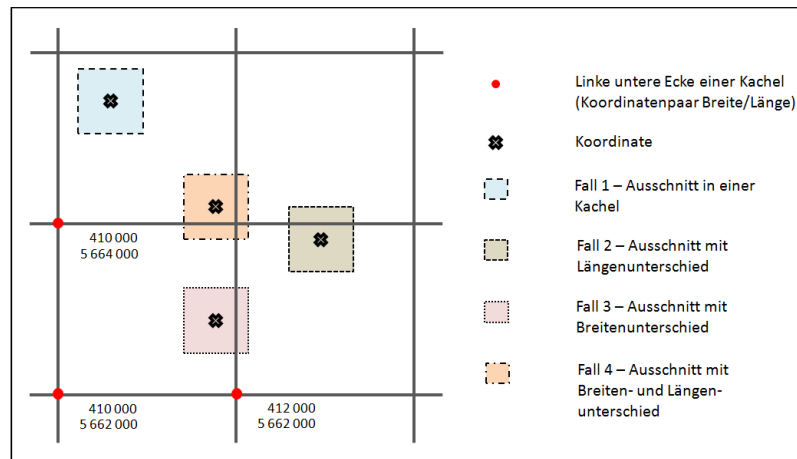 410 000
5 664 000
410 000
5 662 000
412 000
5 662 000
Linke untere Ecke einer Kachel
(Koordinatenpaar Breite/Länge)
Koordinate
Fall 1 – Ausschnitt in einer
Kachel
Fall 2 – Ausschnitt mit
Längenunterschied
Fall 3 – Ausschnitt mit
Breitenunterschied
Fall 4 – Ausschnitt mit
Breiten- und Längen-
unterschied